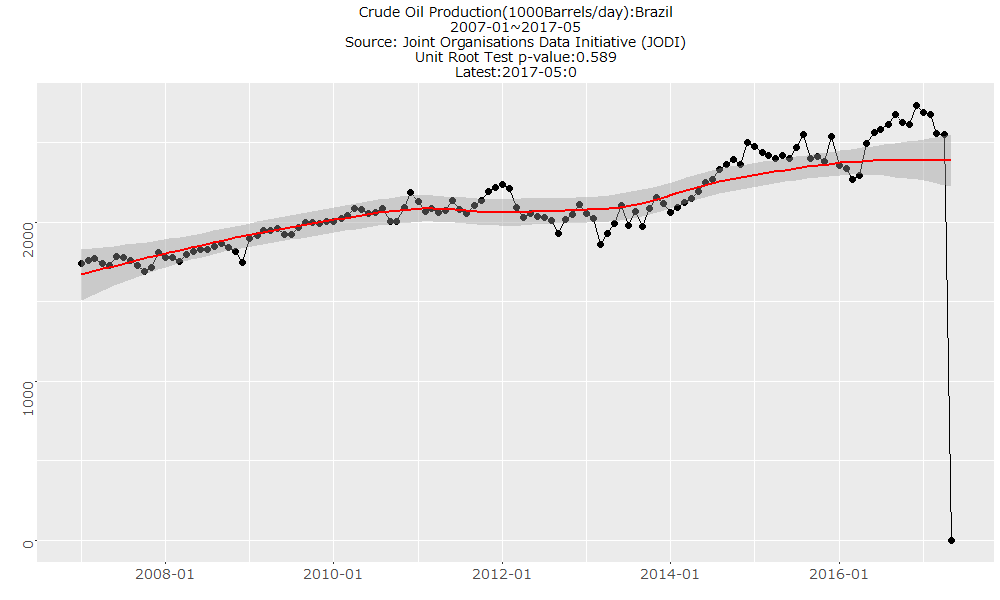 Crude Oil Production(1000Barrels/day):Brazil
2007-01~2017-05
Source: Joint Organisations Data Initiative (JODI)
Unit Root Test p-value:0.589
Latest:2017-05:0
2000
1000
0
2008-01 2010-01 2012-01 2014-01 2016-01